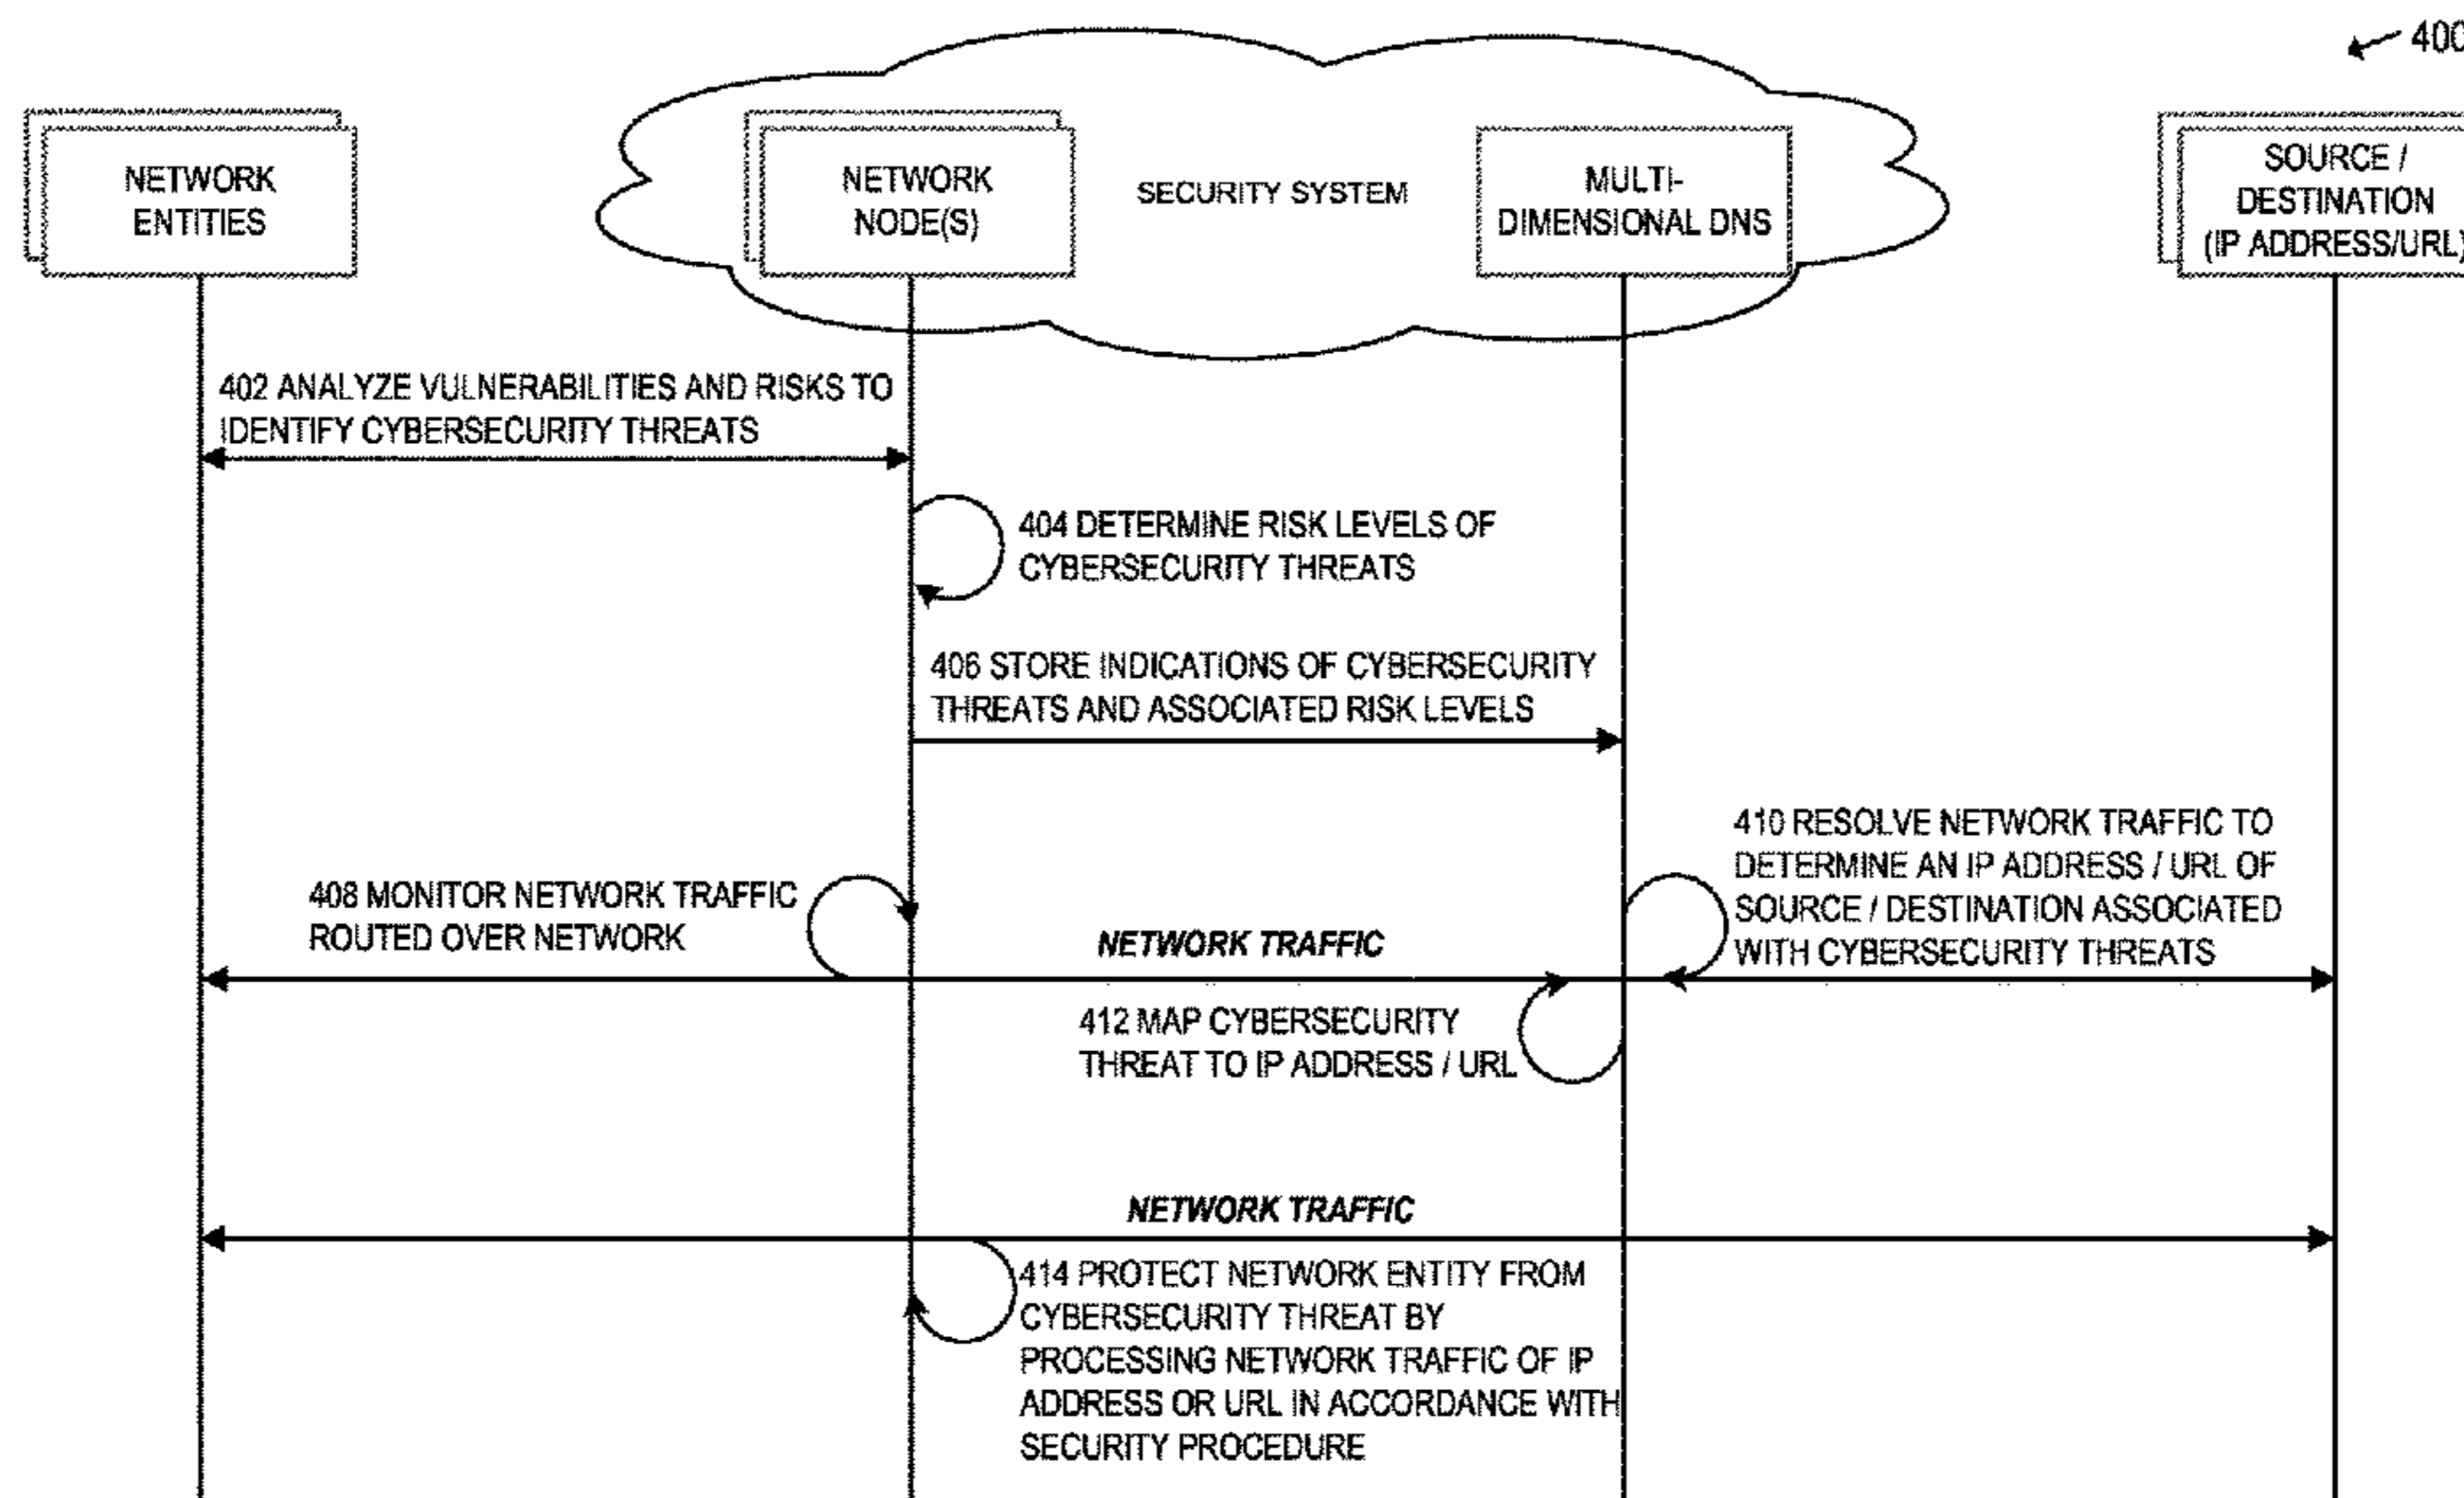 400
NETWORK
ENTITIES
NETWORK
NODE(S)
SECURITY SYSTEM
MULTI-
DIMENSIONAL DNS
SOURCE /
DESTINATION
(IP ADDRESS/URL)
402 ANALYZE VULNERABILITIES AND RISKS TO
IDENTIFY CYBERSECURITY THREATS
404 DETERMINE RISK LEVELS OF
CYBERSECURITY THREATS
406 STORE INDICATIONS OF CYBERSECURITY
THREATS AND ASSOCIATED RISK LEVELS
408 MONITOR NETWORK TRAFFIC
ROUTED OVER NETWORK
NETWORK TRAFFIC
410 RESOLVE NETWORK TRAFFIC TO
DETERMINE AN IP ADDRESS / URL OF
SOURCE / DESTINATION ASSOCIATED
WITH CYBERSECURITY THREATS
412 MAP CYBERSECURITY
THREAT TO IP ADDRESS / URL
NETWORK TRAFFIC
414 PROTECT NETWORK ENTITY FROM
CYBERSECURITY THREAT BY
PROCESSING NETWORK TRAFFIC OF IP
ADDRESS OR URL IN ACCORDANCE WITH
SECURITY PROCEDURE